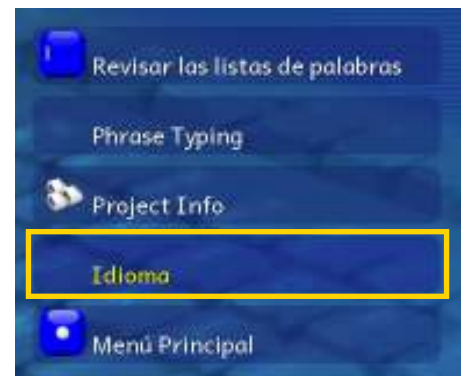 Revisar las listas de palabras
Phrase Typing
Project Info
Idioma
Menú Principal